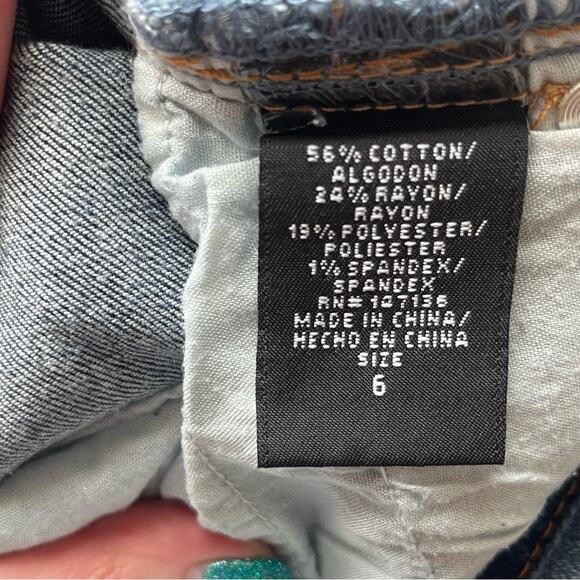 56% COTTON/
ALGODON
24% RAYON/
RAYON
19% POLYESTER/
POLIESTER
1% SPANDEX/
SPANDEX
RN# 147136
MADE IN CHINA/
HECHO EN CHINA
SIZE
6